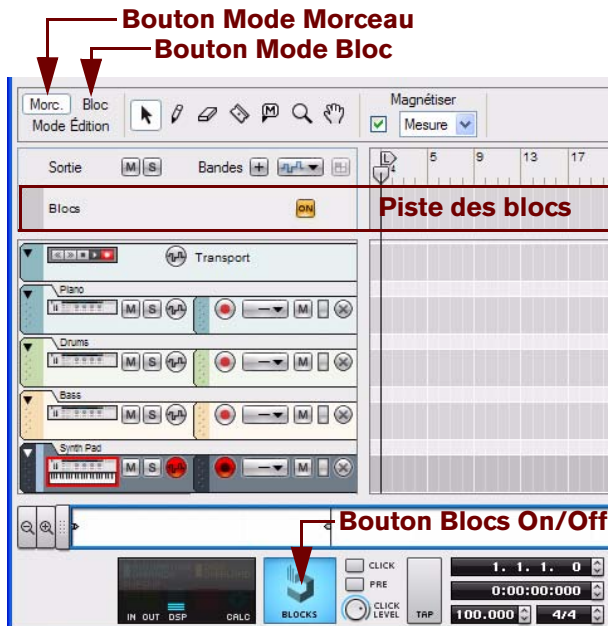 Bouton Mode Morceau
Bouton Mode Bloc
Morc. Bloc
Mode Édition
M
Magnétiser
Mesure
Sortie M S Bandes +
L
4 5 9 13 17
Blocs ON
Piste des blocs
Transport
Piano
M S M
Drums
M S M
Bass
M S M
Synth Pad
M S M
Bouton Blocs On/Off
CLICK
PRE
CLICK
LEVEL
IN OUT DSP CALC
BLOCKS
TAP
1. 1. 1. 0
0:00:00:000
100.000 4/4